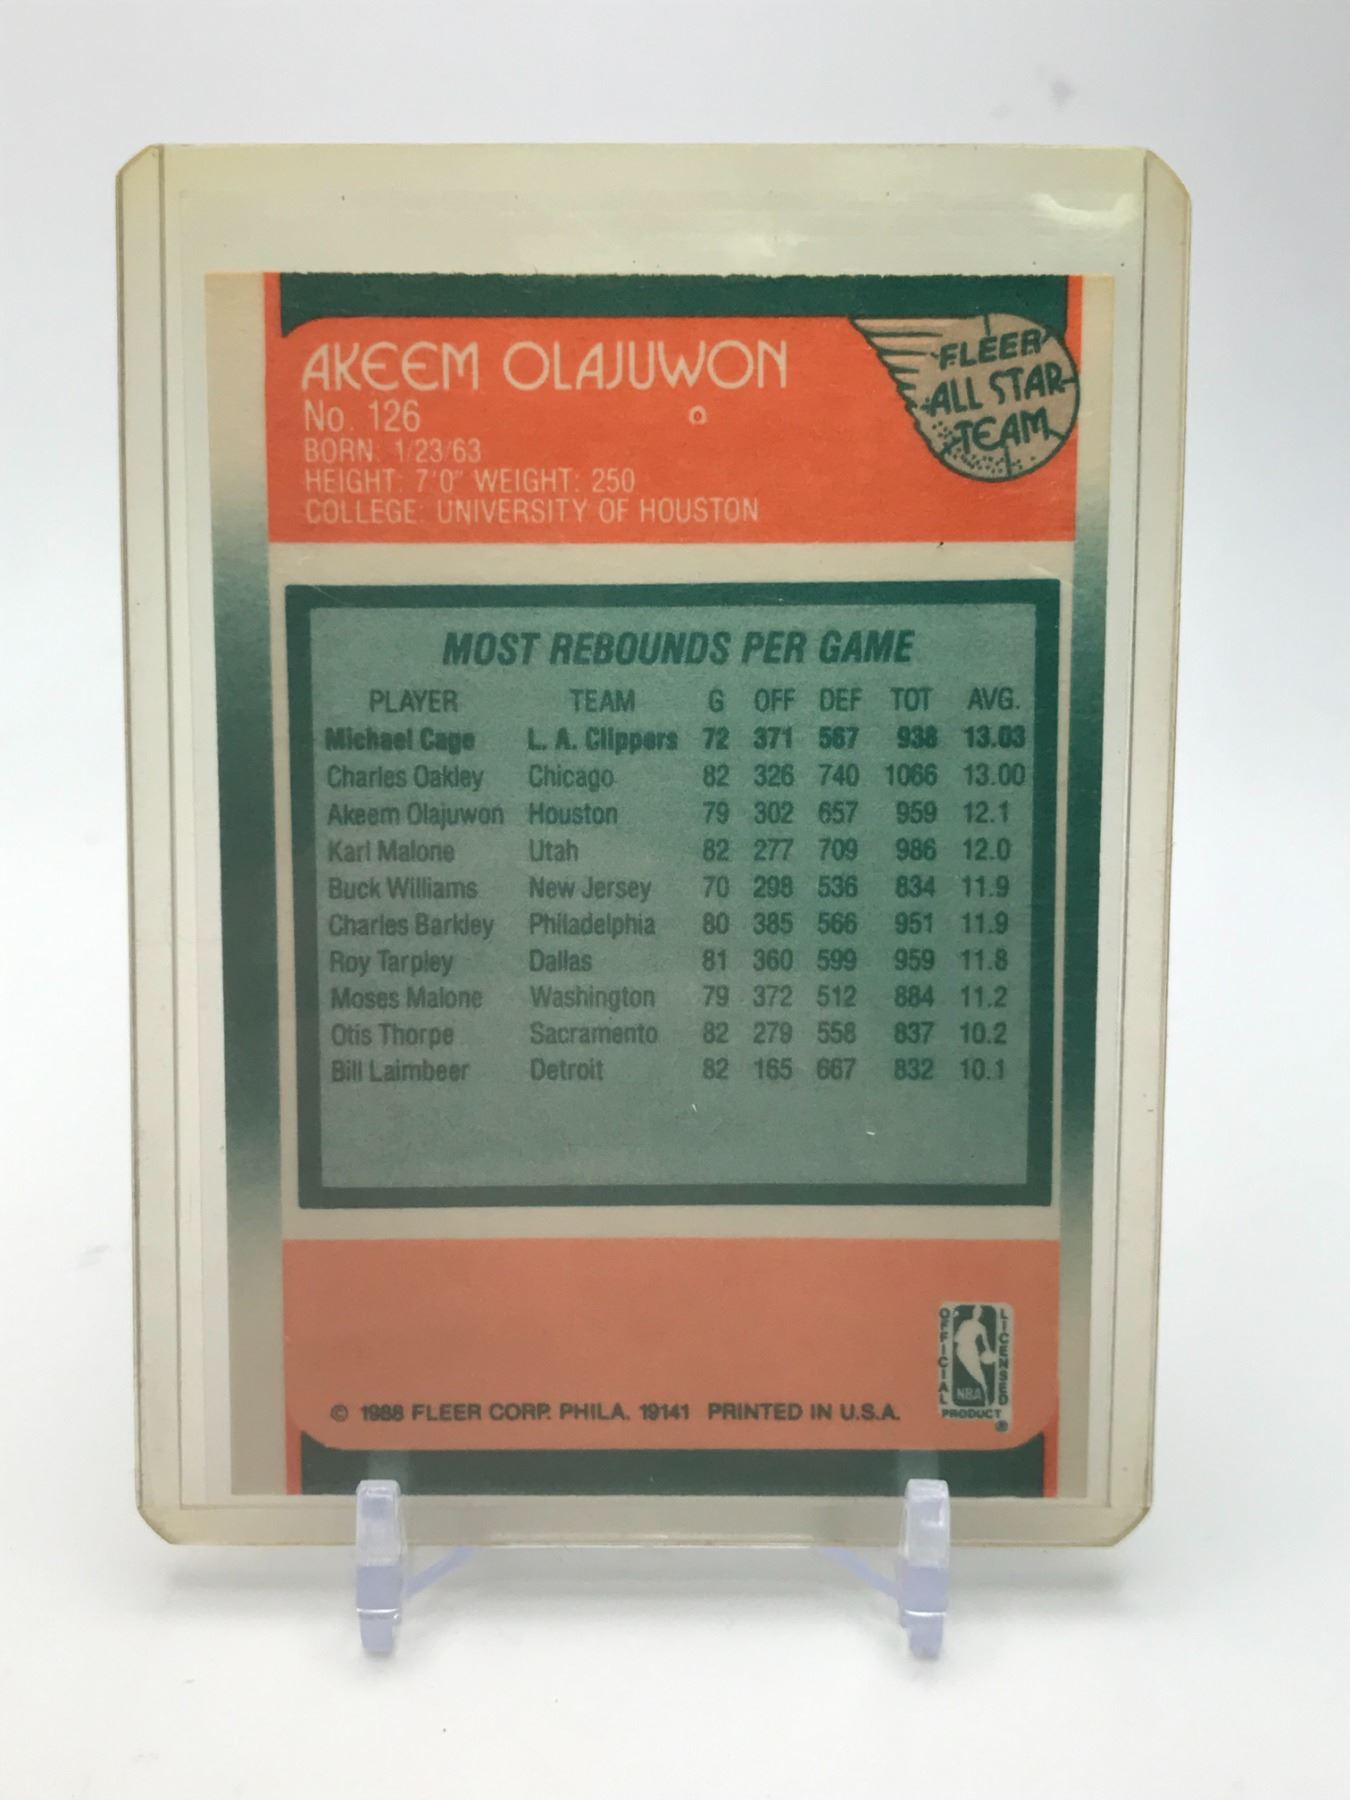 AKEEM OLAJUWON
No. 126
BORN: 1/23/63
HEIGHT: 7'0" WEIGHT: 250
COLLEGE: UNIVERSITY OF HOUSTON
FLEER
ALL STAR
TEAM
MOST REBOUNDS PER GAME
PLAYER TEAM G OFF DEF TOT AVG.
Michael Cage L. A. Clippers 72 371 567 938 13.03
Charles Oakley Chicago 82 326 740 1066 13.00
Akeem Olajuwon Houston 79 302 657 959 12.1
Karl Malone Utah 82 277 709 986 12.0
Buck Williams New Jersey 70 298 536 834 11.9
Charles Barkley Philadelphia 80 385 566 951 11.9
Roy Tarpley Dallas 81 360 599 959 11.8
Moses Malone Washington 79 372 512 884 11.2
Otis Thorpe Sacramento 82 279 558 837 10.2
Bill Laimbeer Detroit 82 165 667 832 10.1
© 1988 FLEER CORP. PHILA. 19141 PRINTED IN U.S.A.
OFFICIAL
LICENSED
NBA
PRODUCT
®